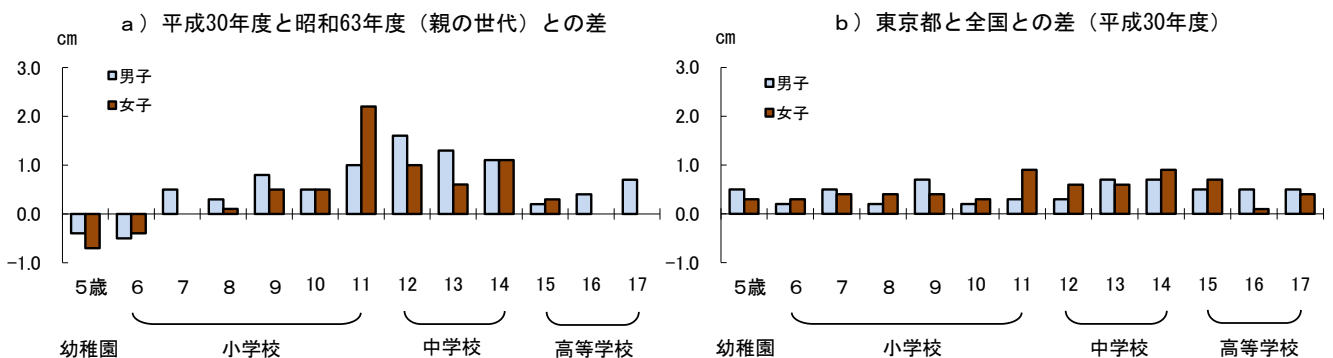 a）平成30年度と昭和63年度（親の世代）との差
cm
3.0
2.0
1.0
0.0
−1.0
男子
女子
5歳 6 7 8 9 10 11 12 13 14 15 16 17
幼稚園 小学校 中学校 高等学校
b）東京都と全国との差（平成30年度）
cm
3.0
2.0
1.0
0.0
−1.0
男子
女子
5歳 6 7 8 9 10 11 12 13 14 15 16 17
幼稚園 小学校 中学校 高等学校